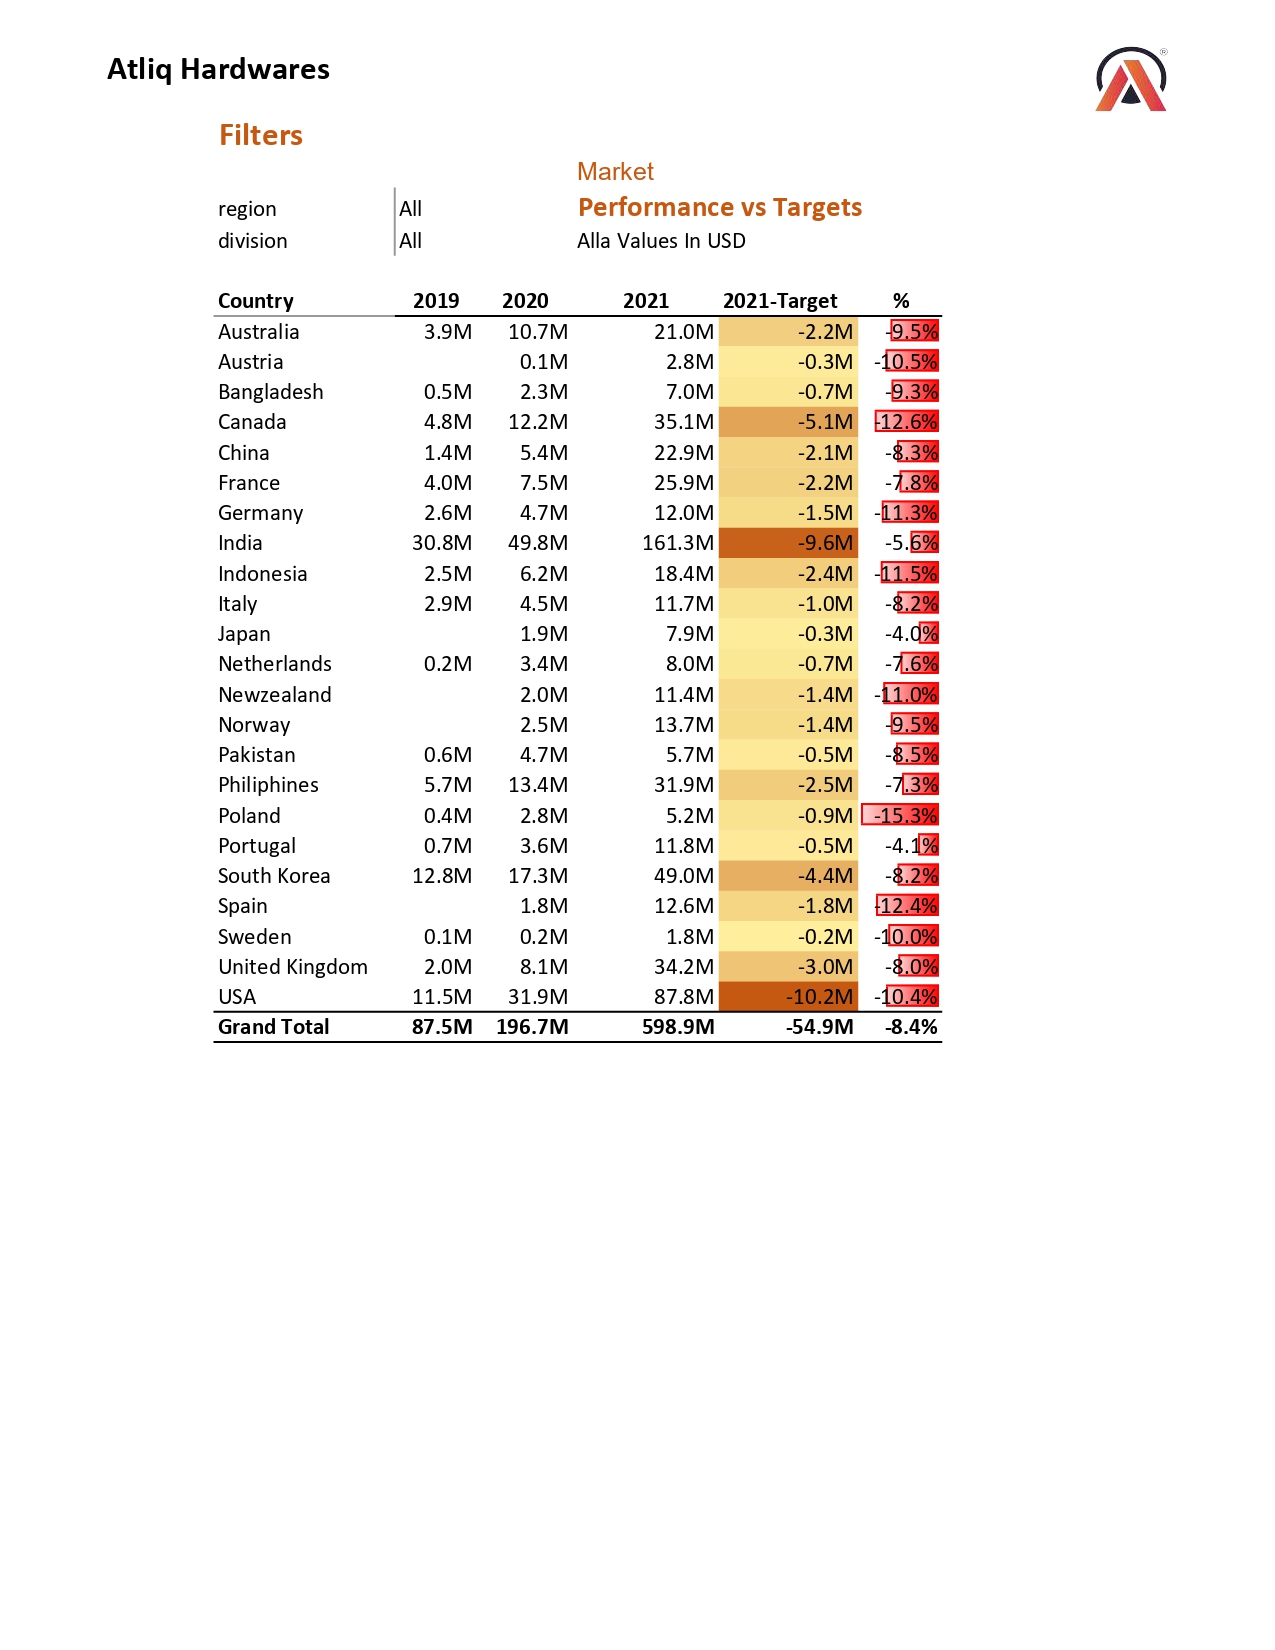 Atliq Hardwares
®
Filters
Market
region All Performance vs Targets
division All Alla Values In USD
Country 2019 2020 2021 2021-Target %
Australia 3.9M 10.7M 21.0M -2.2M -9.5%
Austria 0.1M 2.8M -0.3M -10.5%
Bangladesh 0.5M 2.3M 7.0M -0.7M -9.3%
Canada 4.8M 12.2M 35.1M -5.1M -12.6%
China 1.4M 5.4M 22.9M -2.1M -8.3%
France 4.0M 7.5M 25.9M -2.2M -7.8%
Germany 2.6M 4.7M 12.0M -1.5M -11.3%
India 30.8M 49.8M 161.3M -9.6M -5.6%
Indonesia 2.5M 6.2M 18.4M -2.4M -11.5%
Italy 2.9M 4.5M 11.7M -1.0M -8.2%
Japan 1.9M 7.9M -0.3M -4.0%
Netherlands 0.2M 3.4M 8.0M -0.7M -7.6%
Newzealand 2.0M 11.4M -1.4M -11.0%
Norway 2.5M 13.7M -1.4M -9.5%
Pakistan 0.6M 4.7M 5.7M -0.5M -8.5%
Philiphines 5.7M 13.4M 31.9M -2.5M -7.3%
Poland 0.4M 2.8M 5.2M -0.9M -15.3%
Portugal 0.7M 3.6M 11.8M -0.5M -4.1%
South Korea 12.8M 17.3M 49.0M -4.4M -8.2%
Spain 1.8M 12.6M -1.8M -12.4%
Sweden 0.1M 0.2M 1.8M -0.2M -10.0%
United Kingdom 2.0M 8.1M 34.2M -3.0M -8.0%
USA 11.5M 31.9M 87.8M -10.2M -10.4%
Grand Total 87.5M 196.7M 598.9M -54.9M -8.4%